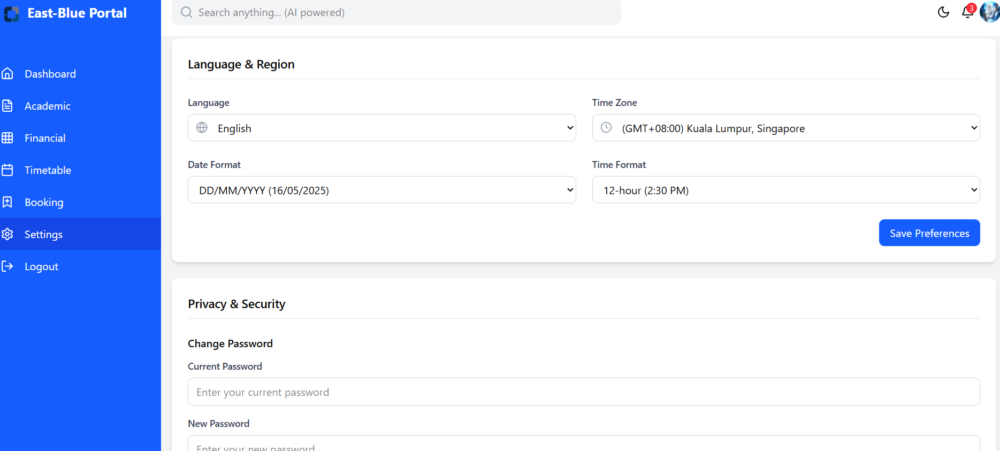 East-Blue Portal
Search anything... (AI powered)
3
Dashboard
Academic
Financial
Timetable
Booking
Settings
Logout
Language & Region
Language
Time Zone
English
(GMT+08:00) Kuala Lumpur, Singapore
Date Format
Time Format
DD/MM/YYYY (16/05/2025)
12-hour (2:30 PM)
Save Preferences
Privacy & Security
Change Password
Current Password
Enter your current password
New Password
Enter your new password